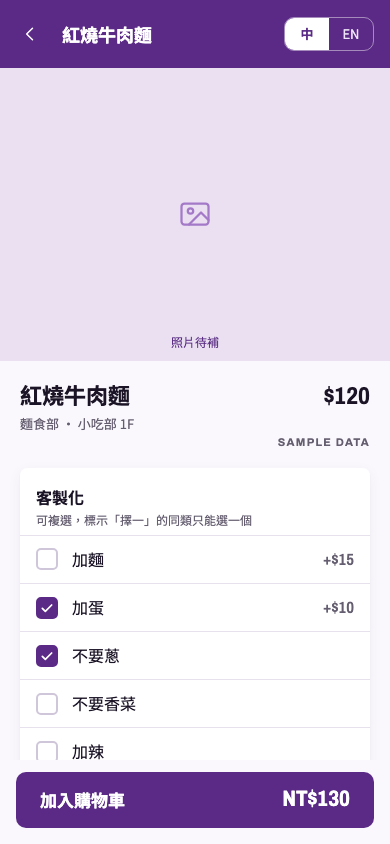 紅燒牛肉麵
中
EN
照片待補
紅燒牛肉麵
$120
麵食部・小吃部 1F
SAMPLE DATA
客製化
可複選，標示「擇一」的同類只能選一個
加麵
+$15
加蛋
+$10
不要蔥
不要香菜
加辣
加入購物車
NT$130